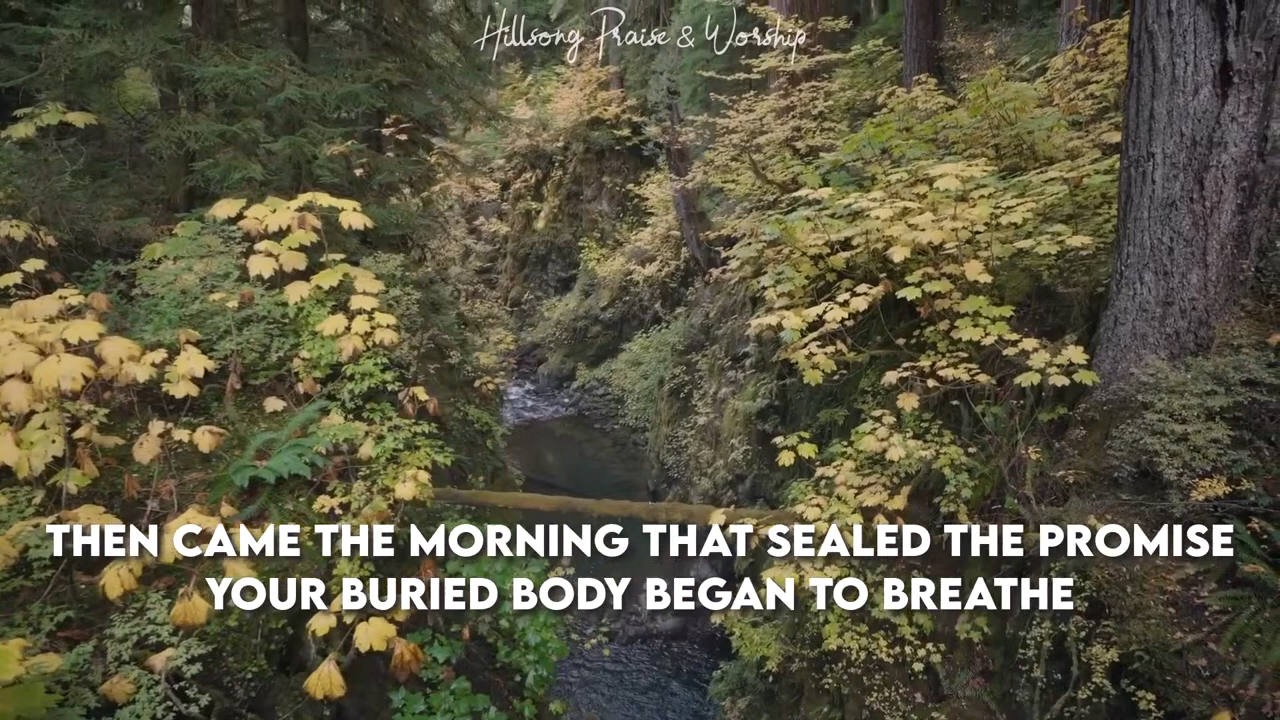 Hillsong Praise & Worship
THEN CAME THE MORNING THAT SEALED THE PROMISE
YOUR BURIED BODY BEGAN TO BREATHE